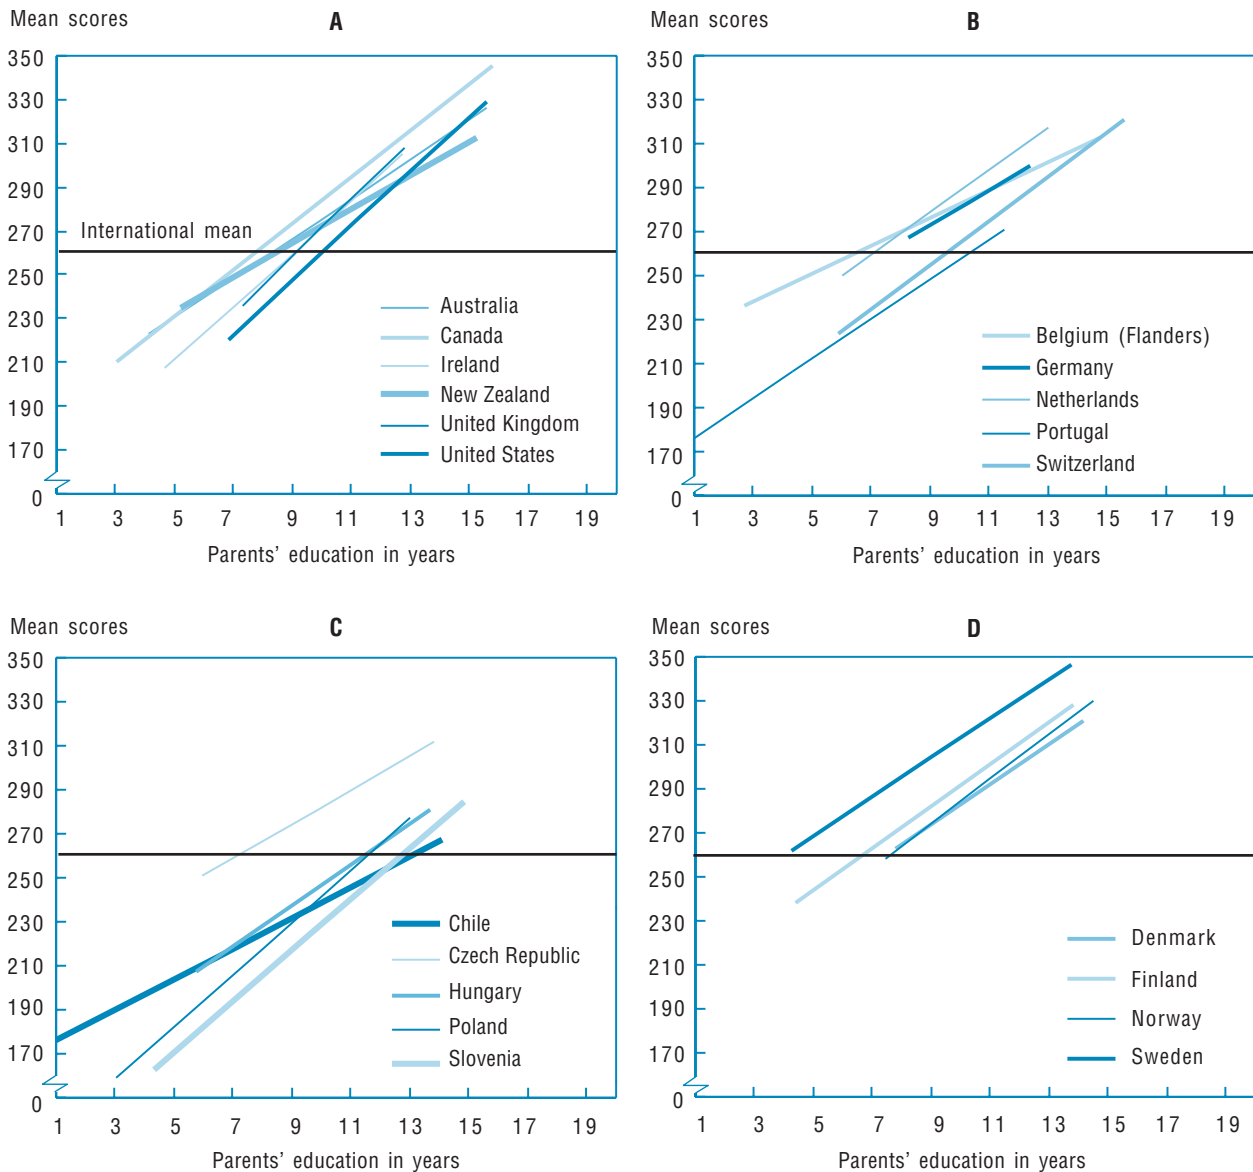 Mean scores
A
350
330
310
290
270
250
230
210
190
170
0
International mean
Australia
Canada
Ireland
New Zealand
United Kingdom
United States
1 3 5 7 9 11 13 15 17 19
Parents’ education in years
Mean scores
B
350
330
310
290
270
250
230
210
190
170
0
Belgium (Flanders)
Germany
Netherlands
Portugal
Switzerland
1 3 5 7 9 11 13 15 17 19
Parents’ education in years
Mean scores
C
350
330
310
290
270
250
230
210
190
170
0
Chile
Czech Republic
Hungary
Poland
Slovenia
1 3 5 7 9 11 13 15 17 19
Parents’ education in years
Mean scores
D
350
330
310
290
270
250
230
210
190
170
0
Denmark
Finland
Norway
Sweden
1 3 5 7 9 11 13 15 17 19
Parents’ education in years